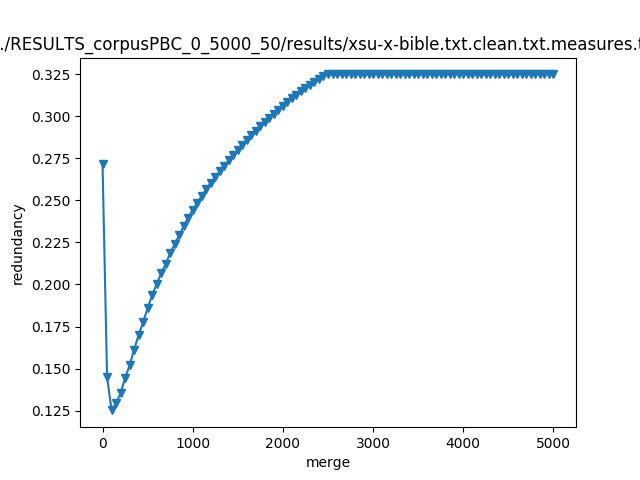 ./RESULTS_corpusPBC_0_5000_50/results/xsu-x-bible.txt.clean.txt.measures.t
0.325
0.300
0.275
0.250
0.225
0.200
0.175
0.150
0.125
redundancy
0 1000 2000 3000 4000 5000
merge